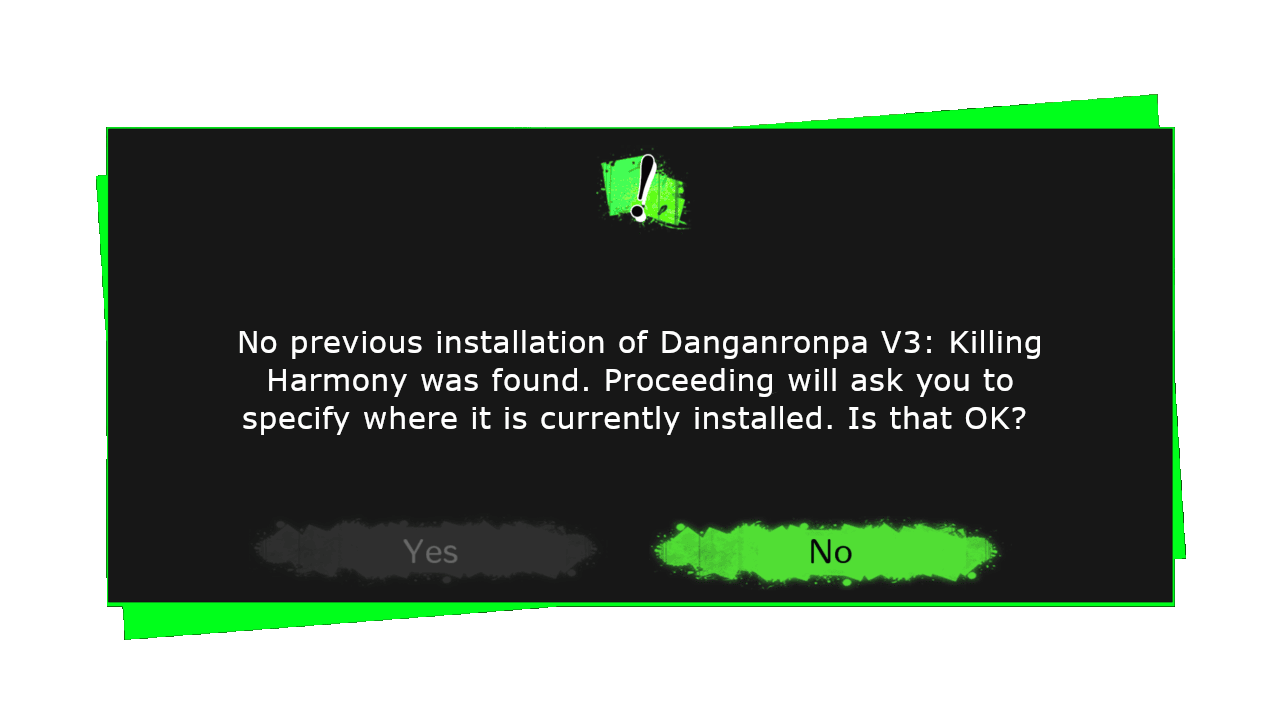 No previous installation of Danganronpa V3: Killing
Harmony was found. Proceeding will ask you to
specify where it is currently installed. Is that OK?
Yes
No